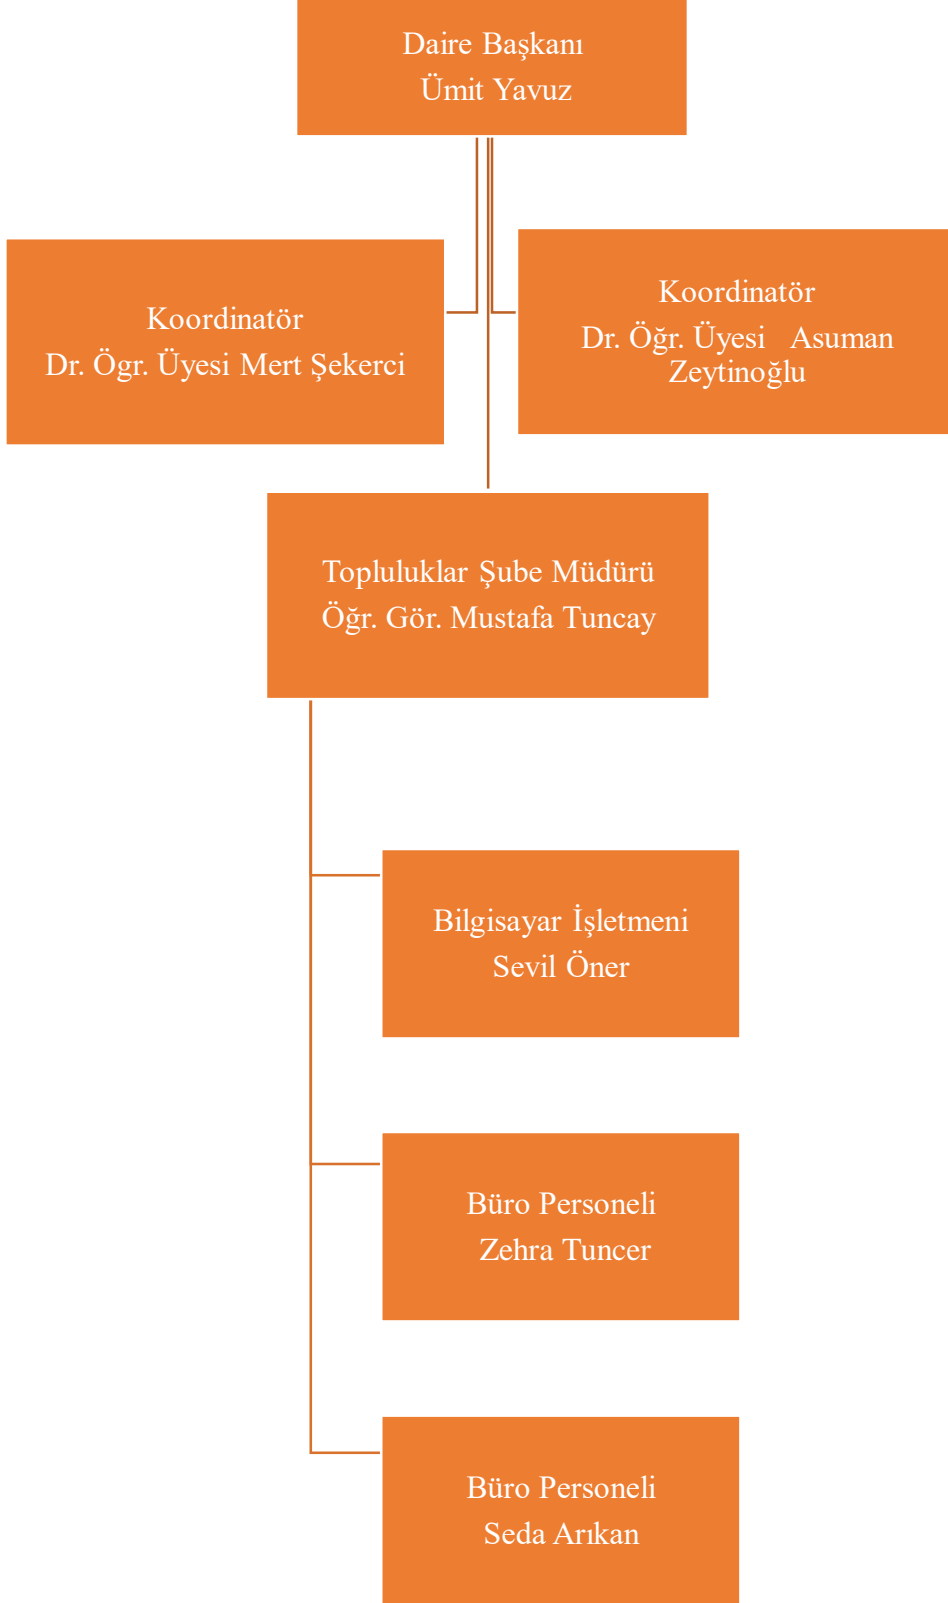 Daire Başkanı
Ümit Yavuz
Koordinatör
Dr. Ögr. Üyesi Mert Şekerci
Koordinatör
Dr. Öğr. Üyesi Asuman
Zeytinoğlu
Topluluklar Şube Müdürü
Öğr. Gör. Mustafa Tuncay
Bilgisayar İşletmeni
Sevil Öner
Büro Personeli
Zehra Tuncer
Büro Personeli
Seda Arıkan